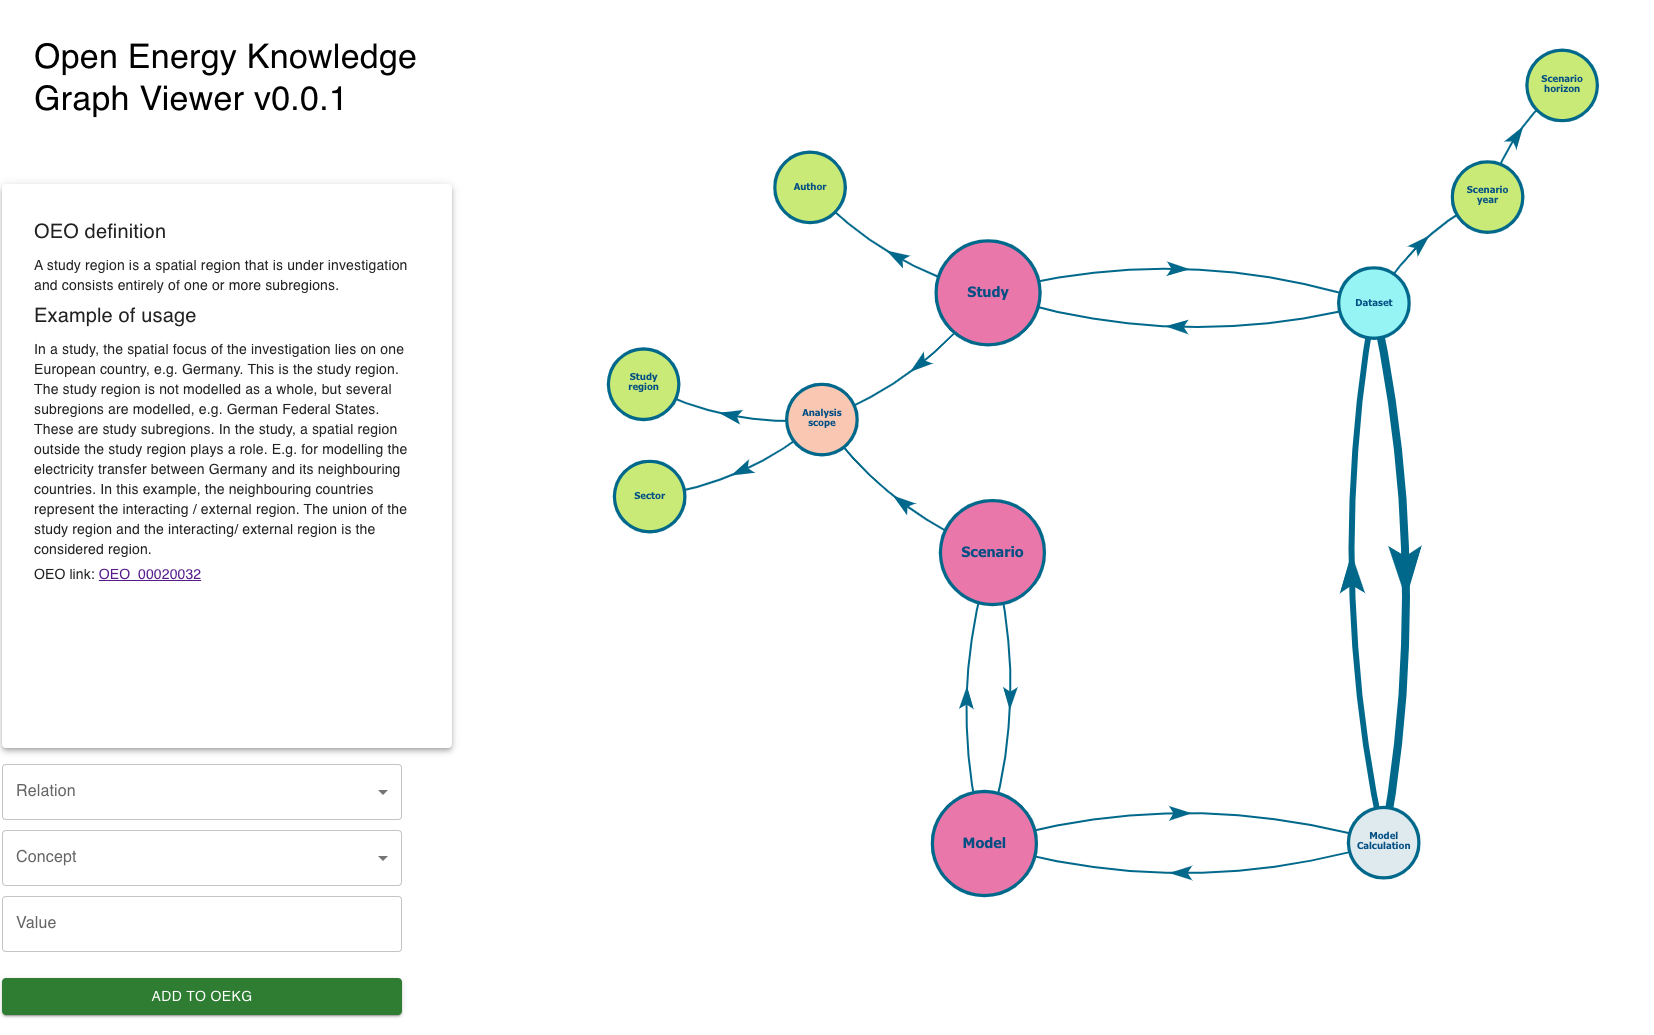 Open Energy Knowledge
Graph Viewer v0.0.1
OEO definition
A study region is a spatial region that is under investigation
and consists entirely of one or more subregions.
Example of usage
In a study, the spatial focus of the investigation lies on one
European country, e.g. Germany. This is the study region.
The study region is not modelled as a whole, but several
subregions are modelled, e.g. German Federal States.
These are study subregions. In the study, a spatial region
outside the study region plays a role. E.g. for modelling the
electricity transfer between Germany and its neighbouring
countries. In this example, the neighbouring countries
represent the interacting / external region. The union of the
study region and the interacting/ external region is the
considered region.
OEO link: OEO_00020032
Relation
Concept
Value
ADD TO OEKG
Scenario
horizon
Author
Scenario
year
Study
Dataset
Study
region
Analysis
scope
Sector
Scenario
Model
Model
Calculation